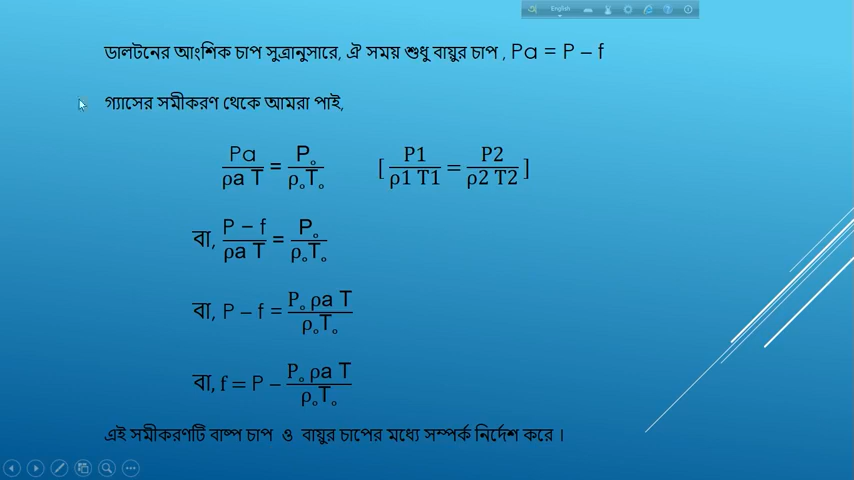 English
ডালটনের আংশিক চাপ সুত্রানুসারে, ঐ সময় শুধু বায়ুর চাপ , Pa = P – f
গ্যাসের সমীকরণ থেকে আমরা পাই,
Pa / ρa T = P₀ / ρ₀T₀ [ P1 / ρ1 T1 = P2 / ρ2 T2 ]
বা, P – f / ρa T = P₀ / ρ₀T₀
বা, P – f = P₀ ρa T / ρ₀T₀
বা, f = P – P₀ ρa T / ρ₀T₀
এই সমীকরণটি বাষ্প চাপ ও বায়ুর চাপের মধ্যে সম্পর্ক নির্দেশ করে ।